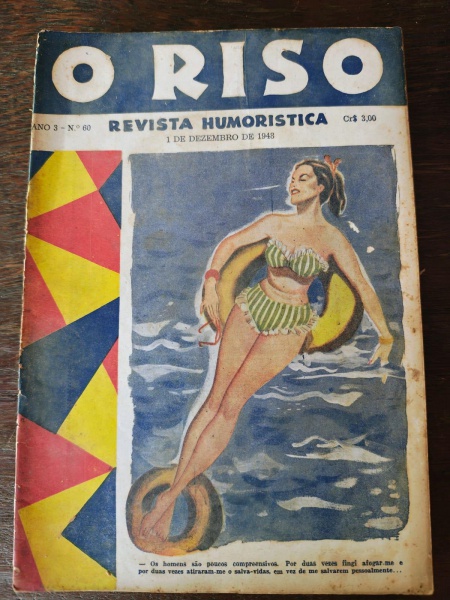 O RISO
ANO 3 - N.º 60
REVISTA HUMORISTICA
Cr$ 3,00
1 DE DEZEMBRO DE 1948
— Os homens são poucos compreensivos. Por duas vezes fingi afogar-me e
por duas vezes atiraram-me o salva-vidas, em vez de me salvarem pessoalmente...